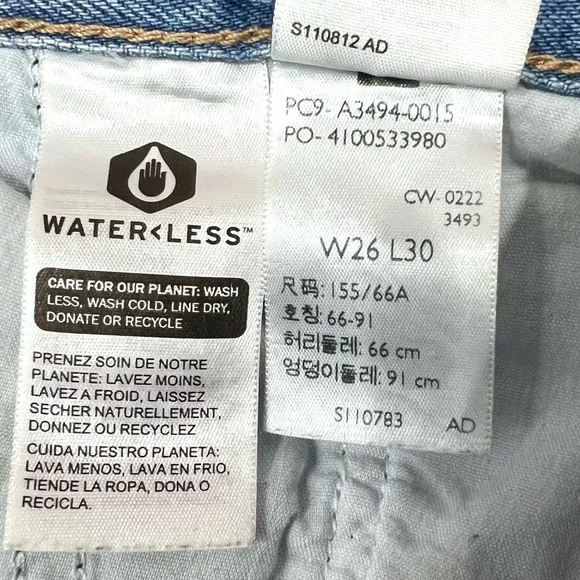 S110812 AD
WATER<LESS™
CARE FOR OUR PLANET: WASH
LESS, WASH COLD, LINE DRY,
DONATE OR RECYCLE
PRENEZ SOIN DE NOTRE
PLANETE: LAVEZ MOINS,
LAVEZ A FROID, LAISSEZ
SECHER NATURELLEMENT,
DONNEZ OU RECYCLEZ
CUIDA NUESTRO PLANETA:
LAVA MENOS, LAVA EN FRIO,
TIENDE LA ROPA, DONA O
RECICLA.
PC9- A3494-0015
PO- 4100533980
CW- 0222
3493
W26 L30
尺码: 155/66A
호칭: 66-91
허리둘레: 66 cm
엉덩이둘레: 91 cm
S110783 AD